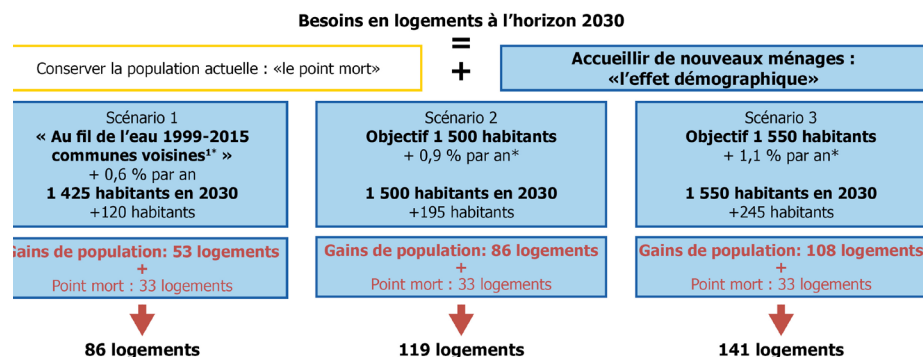 Besoins en logements à l'horizon 2030
=
Conserver la population actuelle : «le point mort»
+
Accueillir de nouveaux ménages :
«l'effet démographique»
Scénario 1
« Au fil de l'eau 1999-2015
communes voisines¹* »
+ 0,6 % par an
1 425 habitants en 2030
+120 habitants
Gains de population: 53 logements
+
Point mort : 33 logements
86 logements
Scénario 2
Objectif 1 500 habitants
+ 0,9 % par an*
1 500 habitants en 2030
+195 habitants
Gains de population: 86 logements
+
Point mort : 33 logements
119 logements
Scénario 3
Objectif 1 550 habitants
+ 1,1 % par an*
1 550 habitants en 2030
+245 habitants
Gains de population: 108 logements
+
Point mort : 33 logements
141 logements